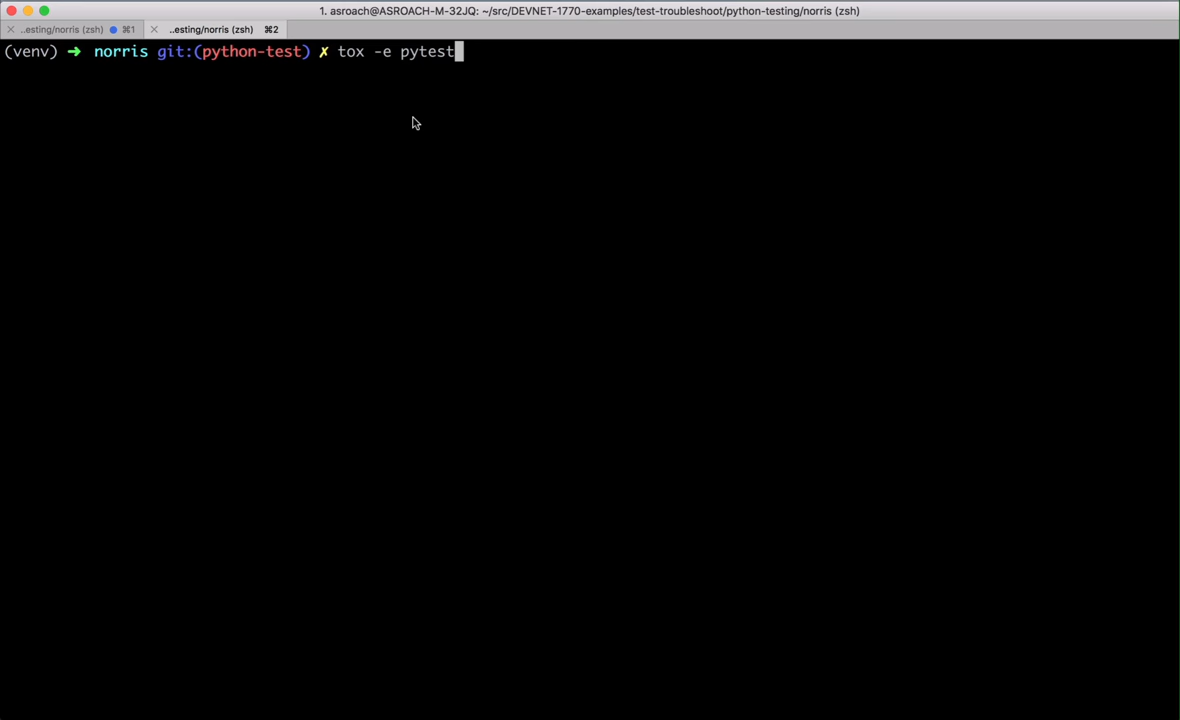 1. asroach@ASROACH-M-32JQ: ~/src/DEVNET-1770-examples/test-troubleshoot/python-testing/norris (zsh)
..esting/norris (zsh) ⌘1 ..esting/norris (zsh) ⌘2
(venv) ➜ norris git:(python-test) ✗ tox -e pytest